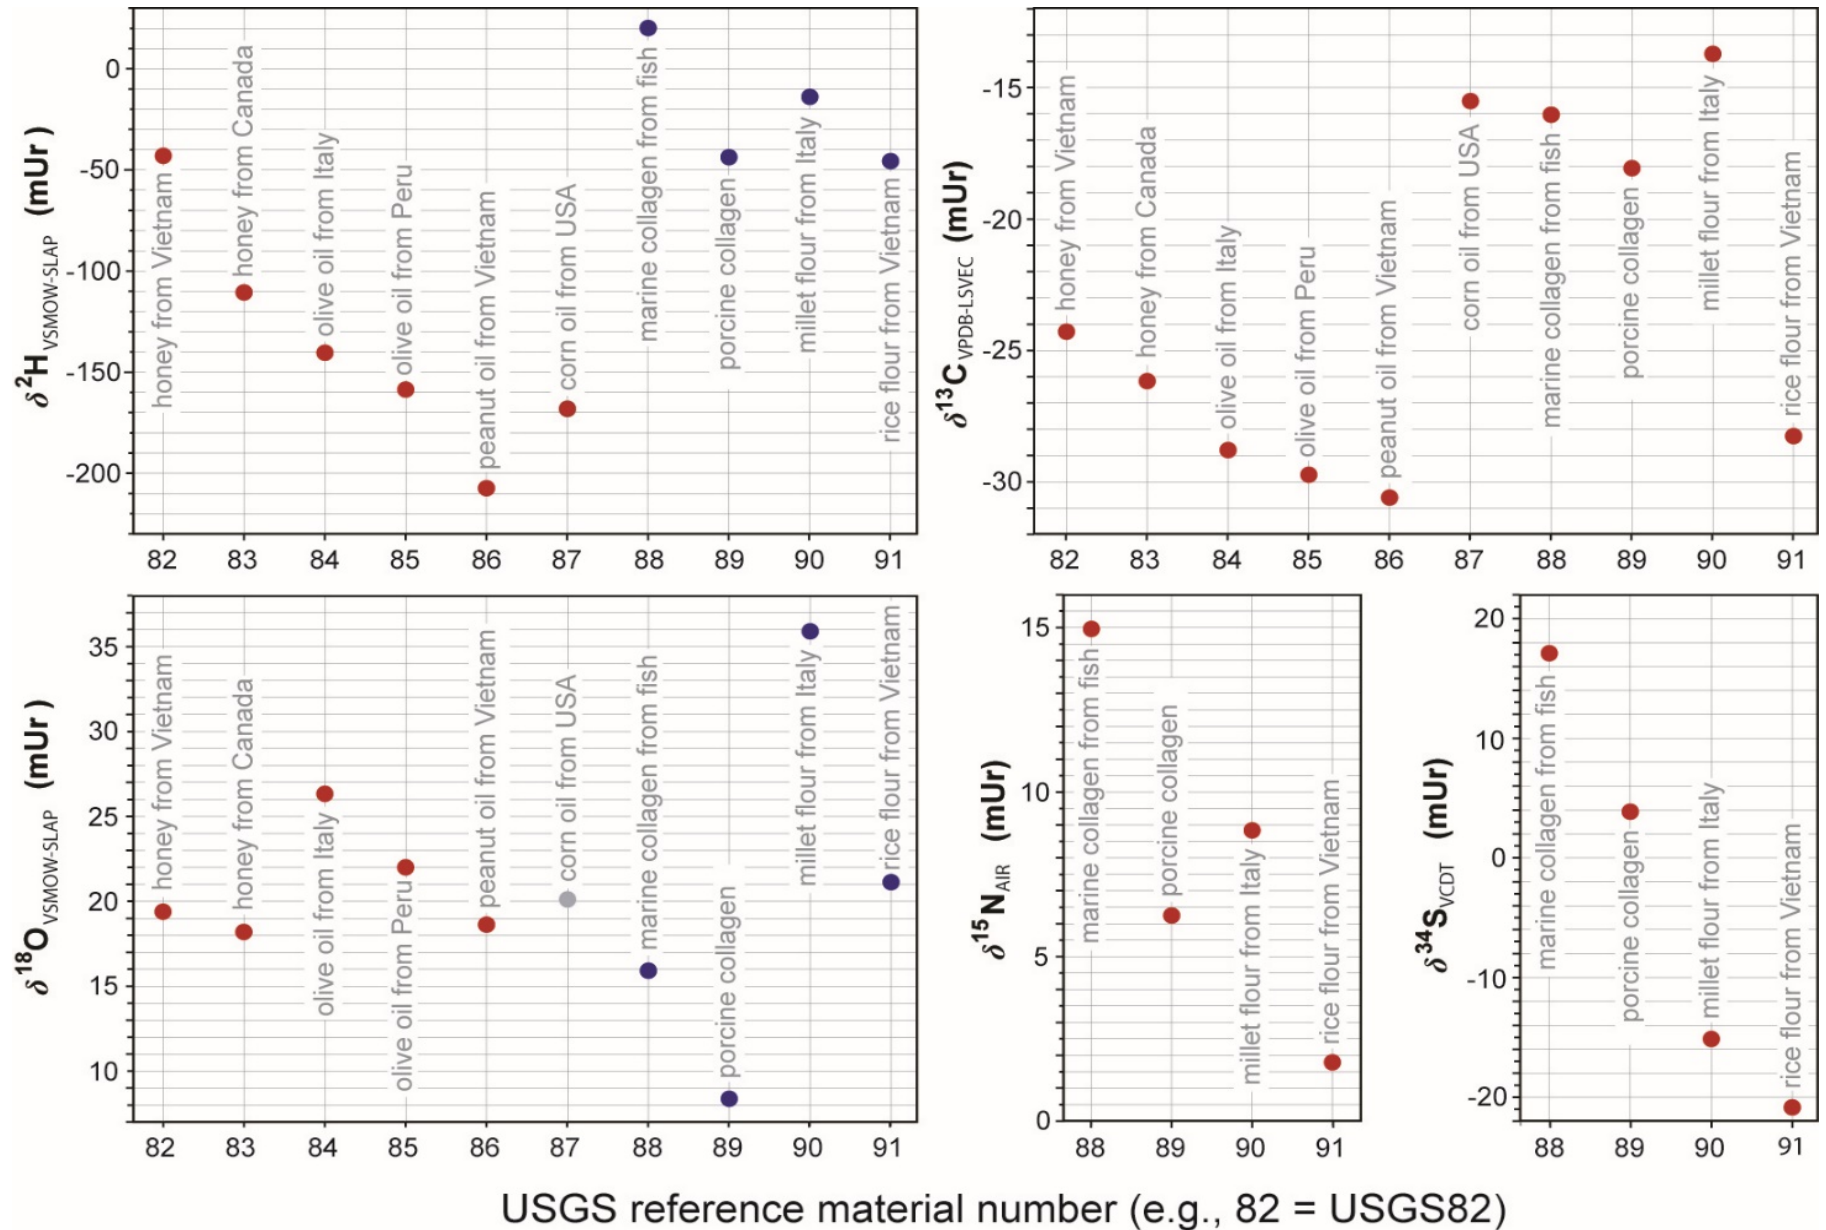 0
-50
-100
-150
-200
δ2HVSMOW-SLAP (mUr )
honey from Vietnam
honey from Canada
olive oil from Italy
olive oil from Peru
peanut oil from Vietnam
corn oil from USA
marine collagen from fish
porcine collagen
millet flour from Italy
rice flour from Vietnam
82 83 84 85 86 87 88 89 90 91
-15
-20
-25
-30
δ13CVPDB-LSVEC (mUr)
honey from Vietnam
honey from Canada
olive oil from Italy
olive oil from Peru
peanut oil from Vietnam
corn oil from USA
marine collagen from fish
porcine collagen
millet flour from Italy
rice flour from Vietnam
82 83 84 85 86 87 88 89 90 91
35
30
25
20
15
10
δ18OVSMOW-SLAP (mUr )
honey from Vietnam
honey from Canada
olive oil from Italy
olive oil from Peru
peanut oil from Vietnam
corn oil from USA
marine collagen from fish
porcine collagen
millet flour from Italy
rice flour from Vietnam
82 83 84 85 86 87 88 89 90 91
15
10
5
0
δ15NAIR (mUr)
marine collagen from fish
porcine collagen
millet flour from Italy
rice flour from Vietnam
88 89 90 91
20
10
0
-10
-20
δ34SVCDT (mUr)
marine collagen from fish
porcine collagen
millet flour from Italy
rice flour from Vietnam
88 89 90 91
USGS reference material number (e.g., 82 = USGS82)